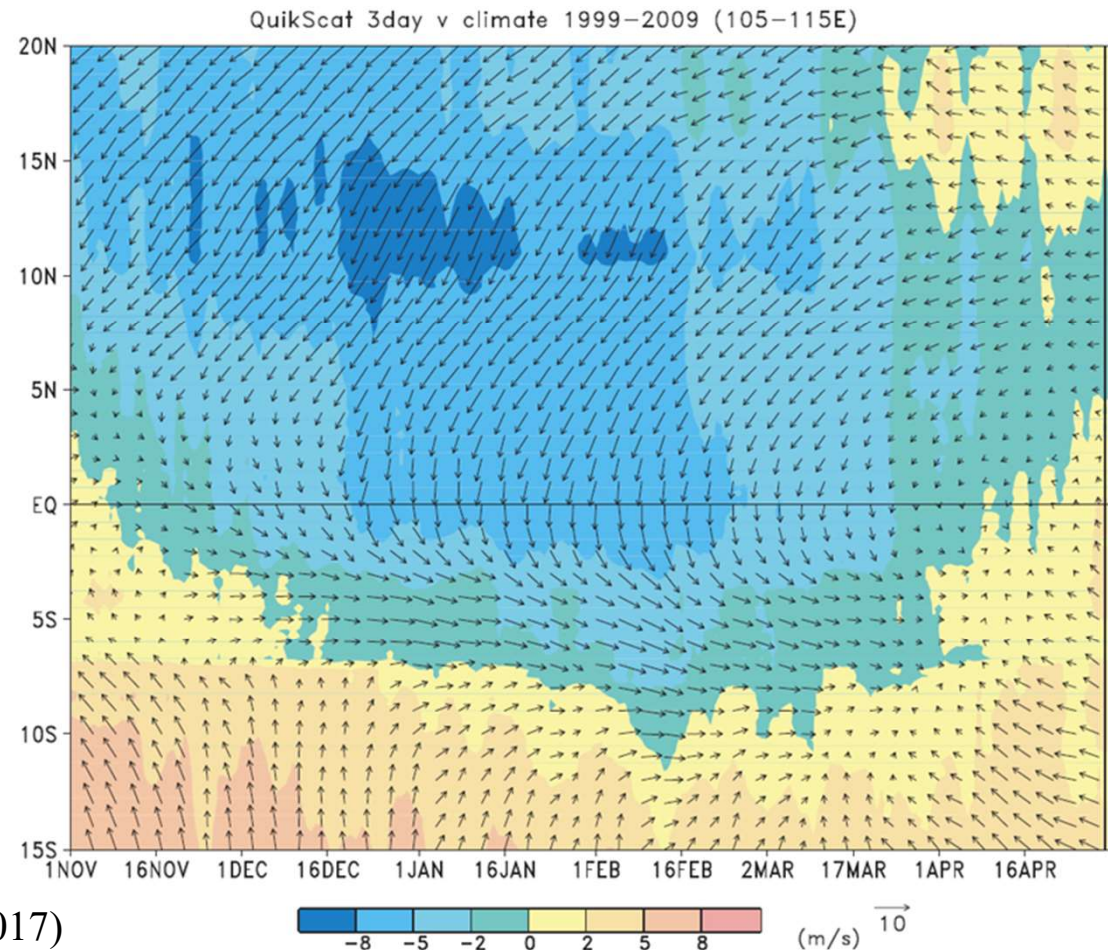 QuikScat 3day v climate 1999−2009 (105−115E)
20N
15N
10N
5N
EQ
5S
10S
15S
1NOV 16NOV 1DEC 16DEC 1JAN 16JAN 1FEB 16FEB 2MAR 17MAR 1APR 16APR
−8 −5 −2 0 2 5 8 (m/s) 10
017)